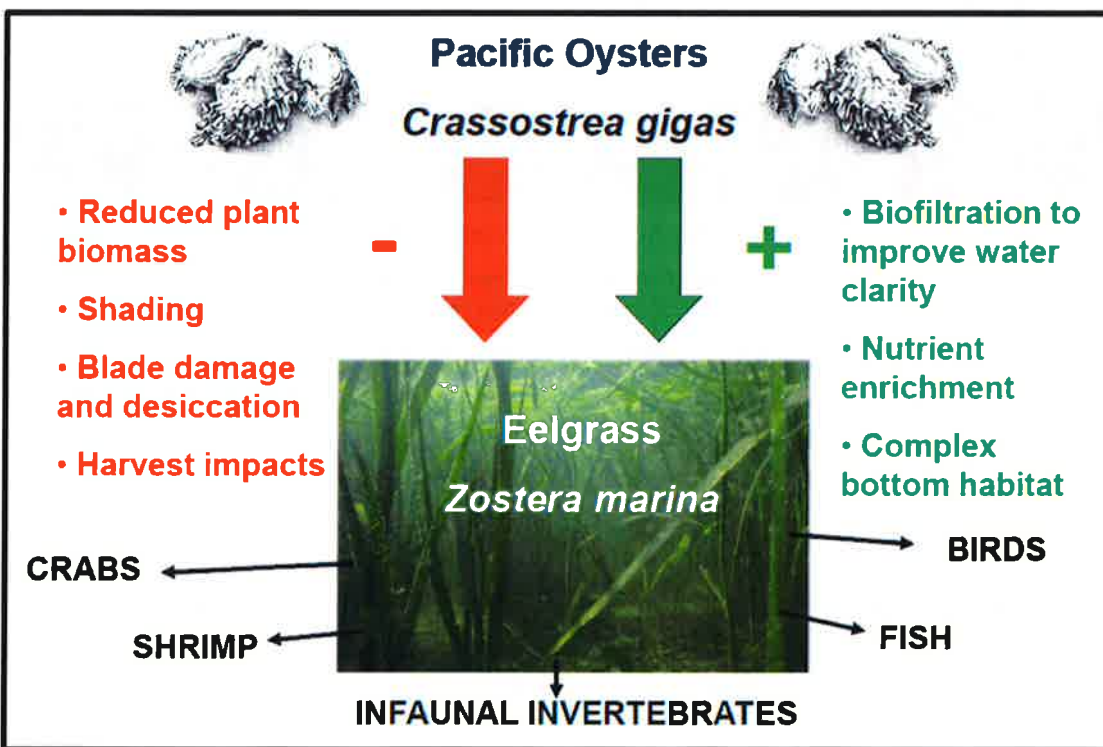 Pacific Oysters
Crassostrea gigas
• Reduced plant
biomass
• Shading
• Blade damage
and desiccation
• Harvest impacts
-
+
• Biofiltration to
improve water
clarity
• Nutrient
enrichment
• Complex
bottom habitat
Eelgrass
Zostera marina
CRABS
SHRIMP
BIRDS
FISH
INFAUNAL INVERTEBRATES